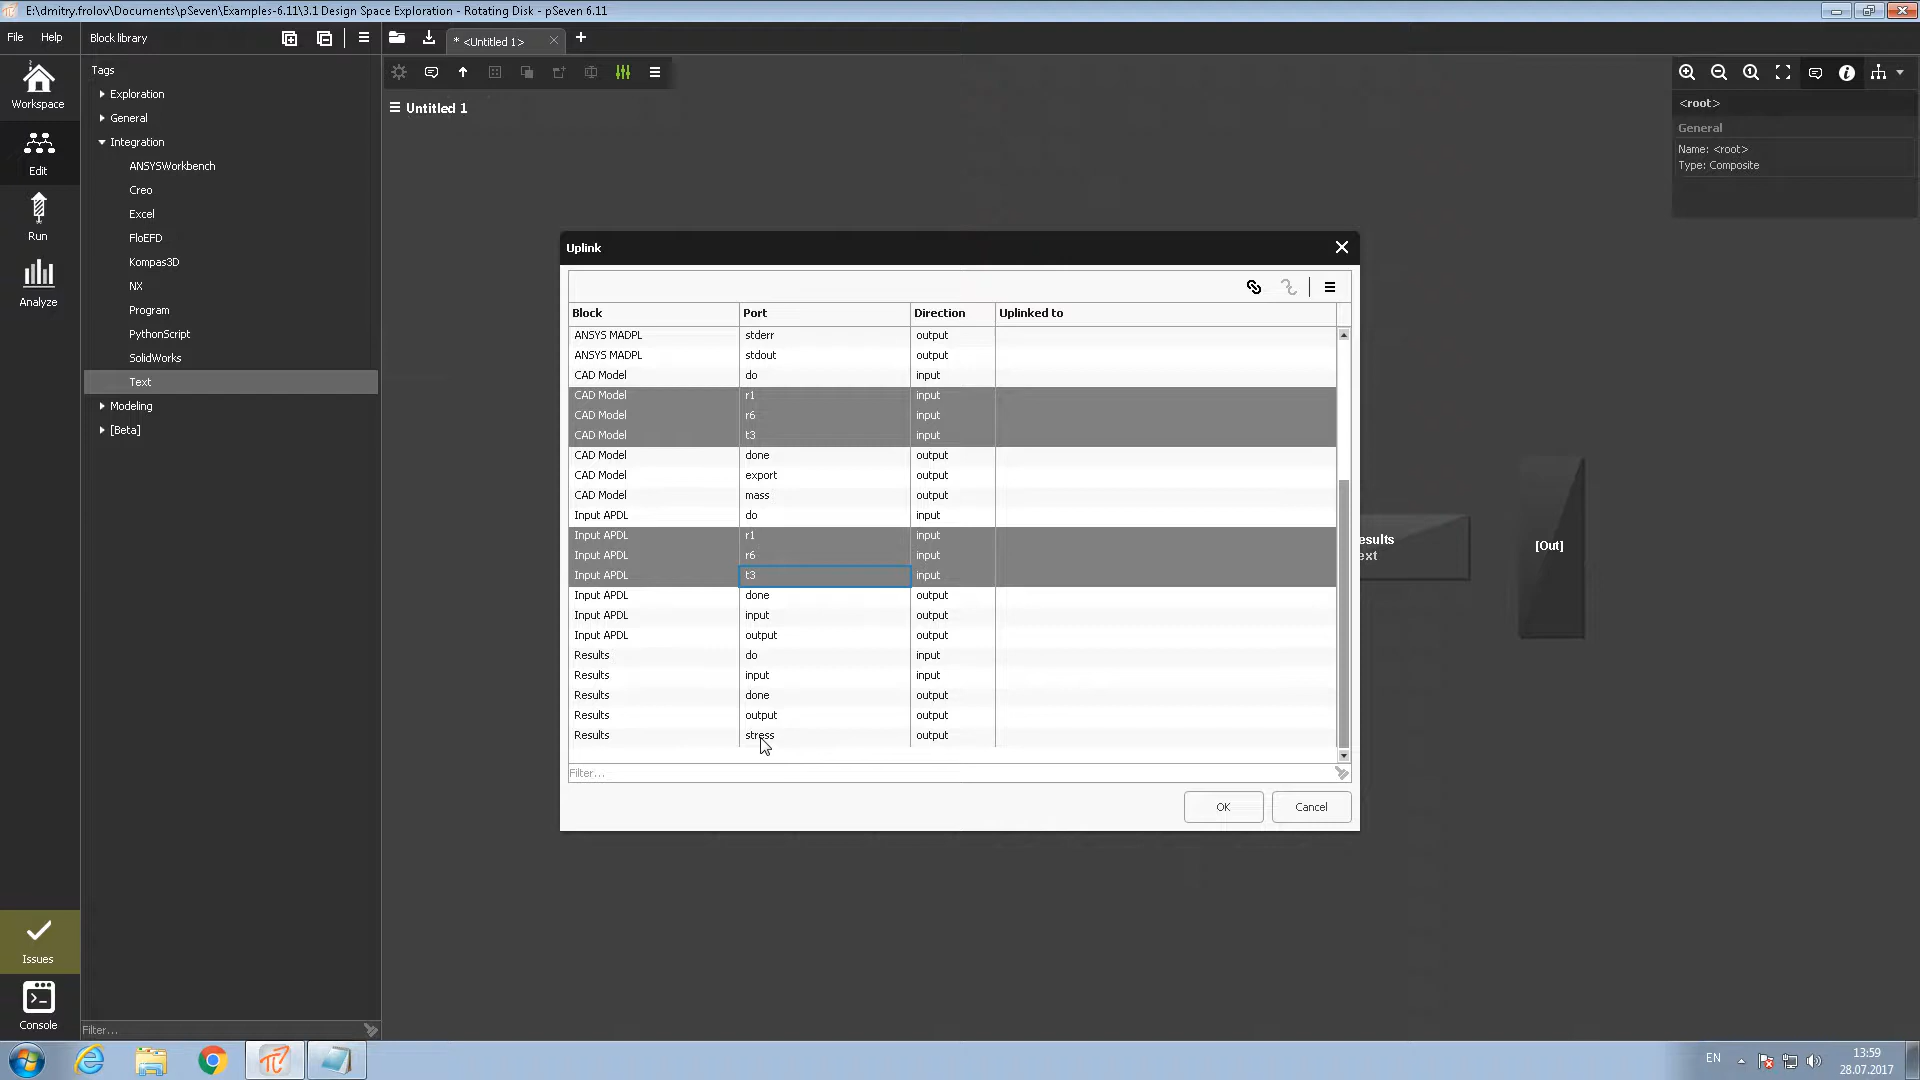 E:\dmitry.frolov\Documents\pSeven\Examples-6.11\3.1 Design Space Exploration - Rotating Disk - pSeven 6.11
File Help Block library * <Untitled 1>
Workspace
Edit
Run
Analyze
Issues
Console
Tags
Exploration
General
Integration
ANSYSWorkbench
Creo
Excel
FloEFD
Kompas3D
NX
Program
PythonScript
SolidWorks
Text
Modeling
[Beta]
Filter...
Untitled 1
<root>
General
Name: <root>
Type: Composite
Uplink
Block Port Direction Uplinked to
ANSYS MADPL stderr output
ANSYS MADPL stdout output
CAD Model do input
CAD Model r1 input
CAD Model r6 input
CAD Model t3 input
CAD Model done output
CAD Model export output
CAD Model mass output
Input APDL do input
Input APDL r1 input
Input APDL r6 input
Input APDL t3 input
Input APDL done output
Input APDL input output
Input APDL output output
Results do input
Results input input
Results done output
Results output output
Results stress output
Filter...
OK Cancel
esults
ext
[Out]
EN
13:59
28.07.2017